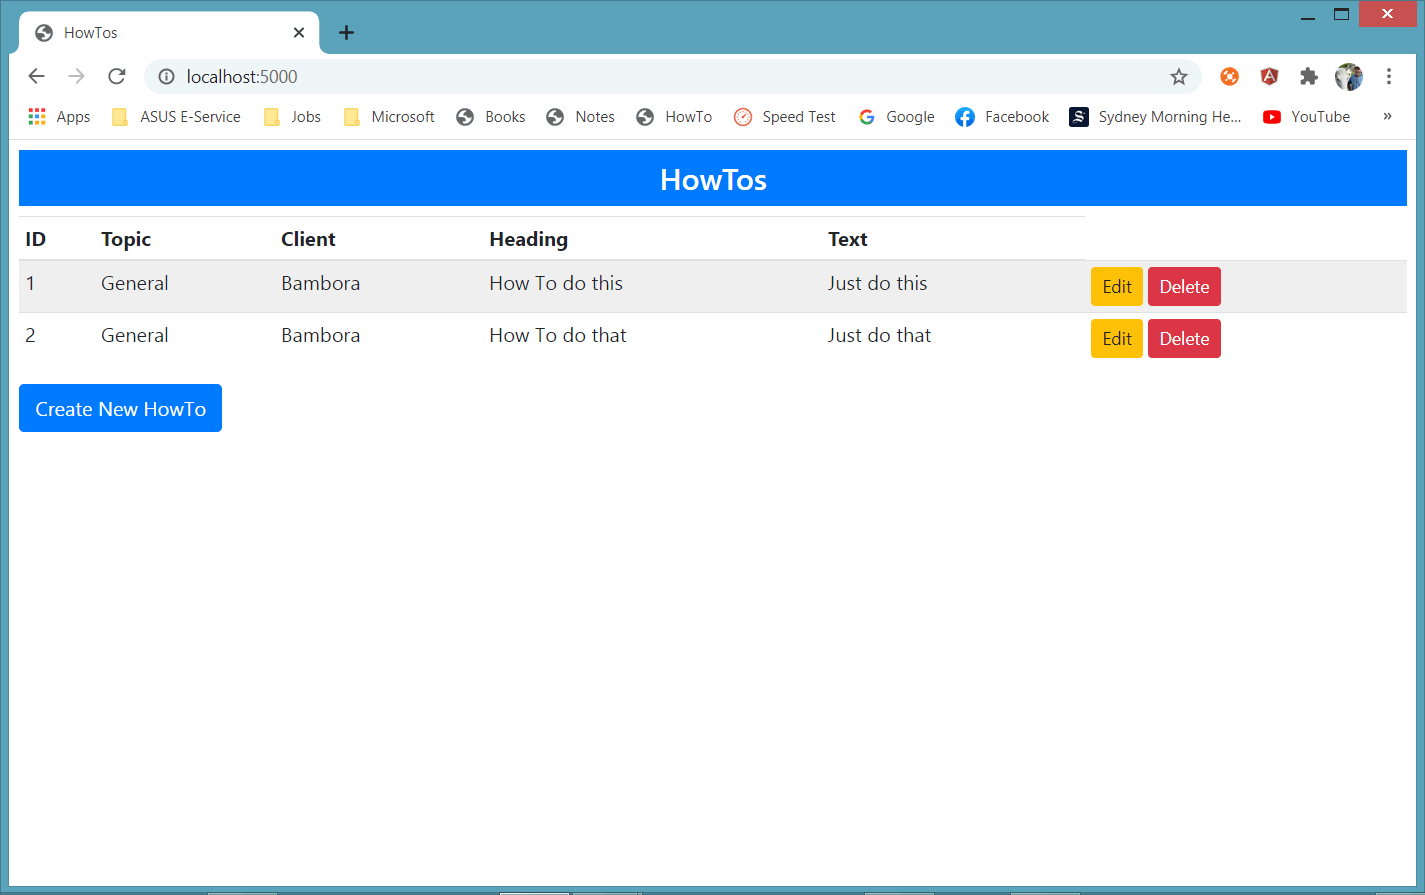 HowTos
localhost:5000
Apps ASUS E-Service Jobs Microsoft Books Notes HowTo Speed Test Google Facebook Sydney Morning He... YouTube »
HowTos
ID Topic Client Heading Text
1 General Bambora How To do this Just do this Edit Delete
2 General Bambora How To do that Just do that Edit Delete
Create New HowTo